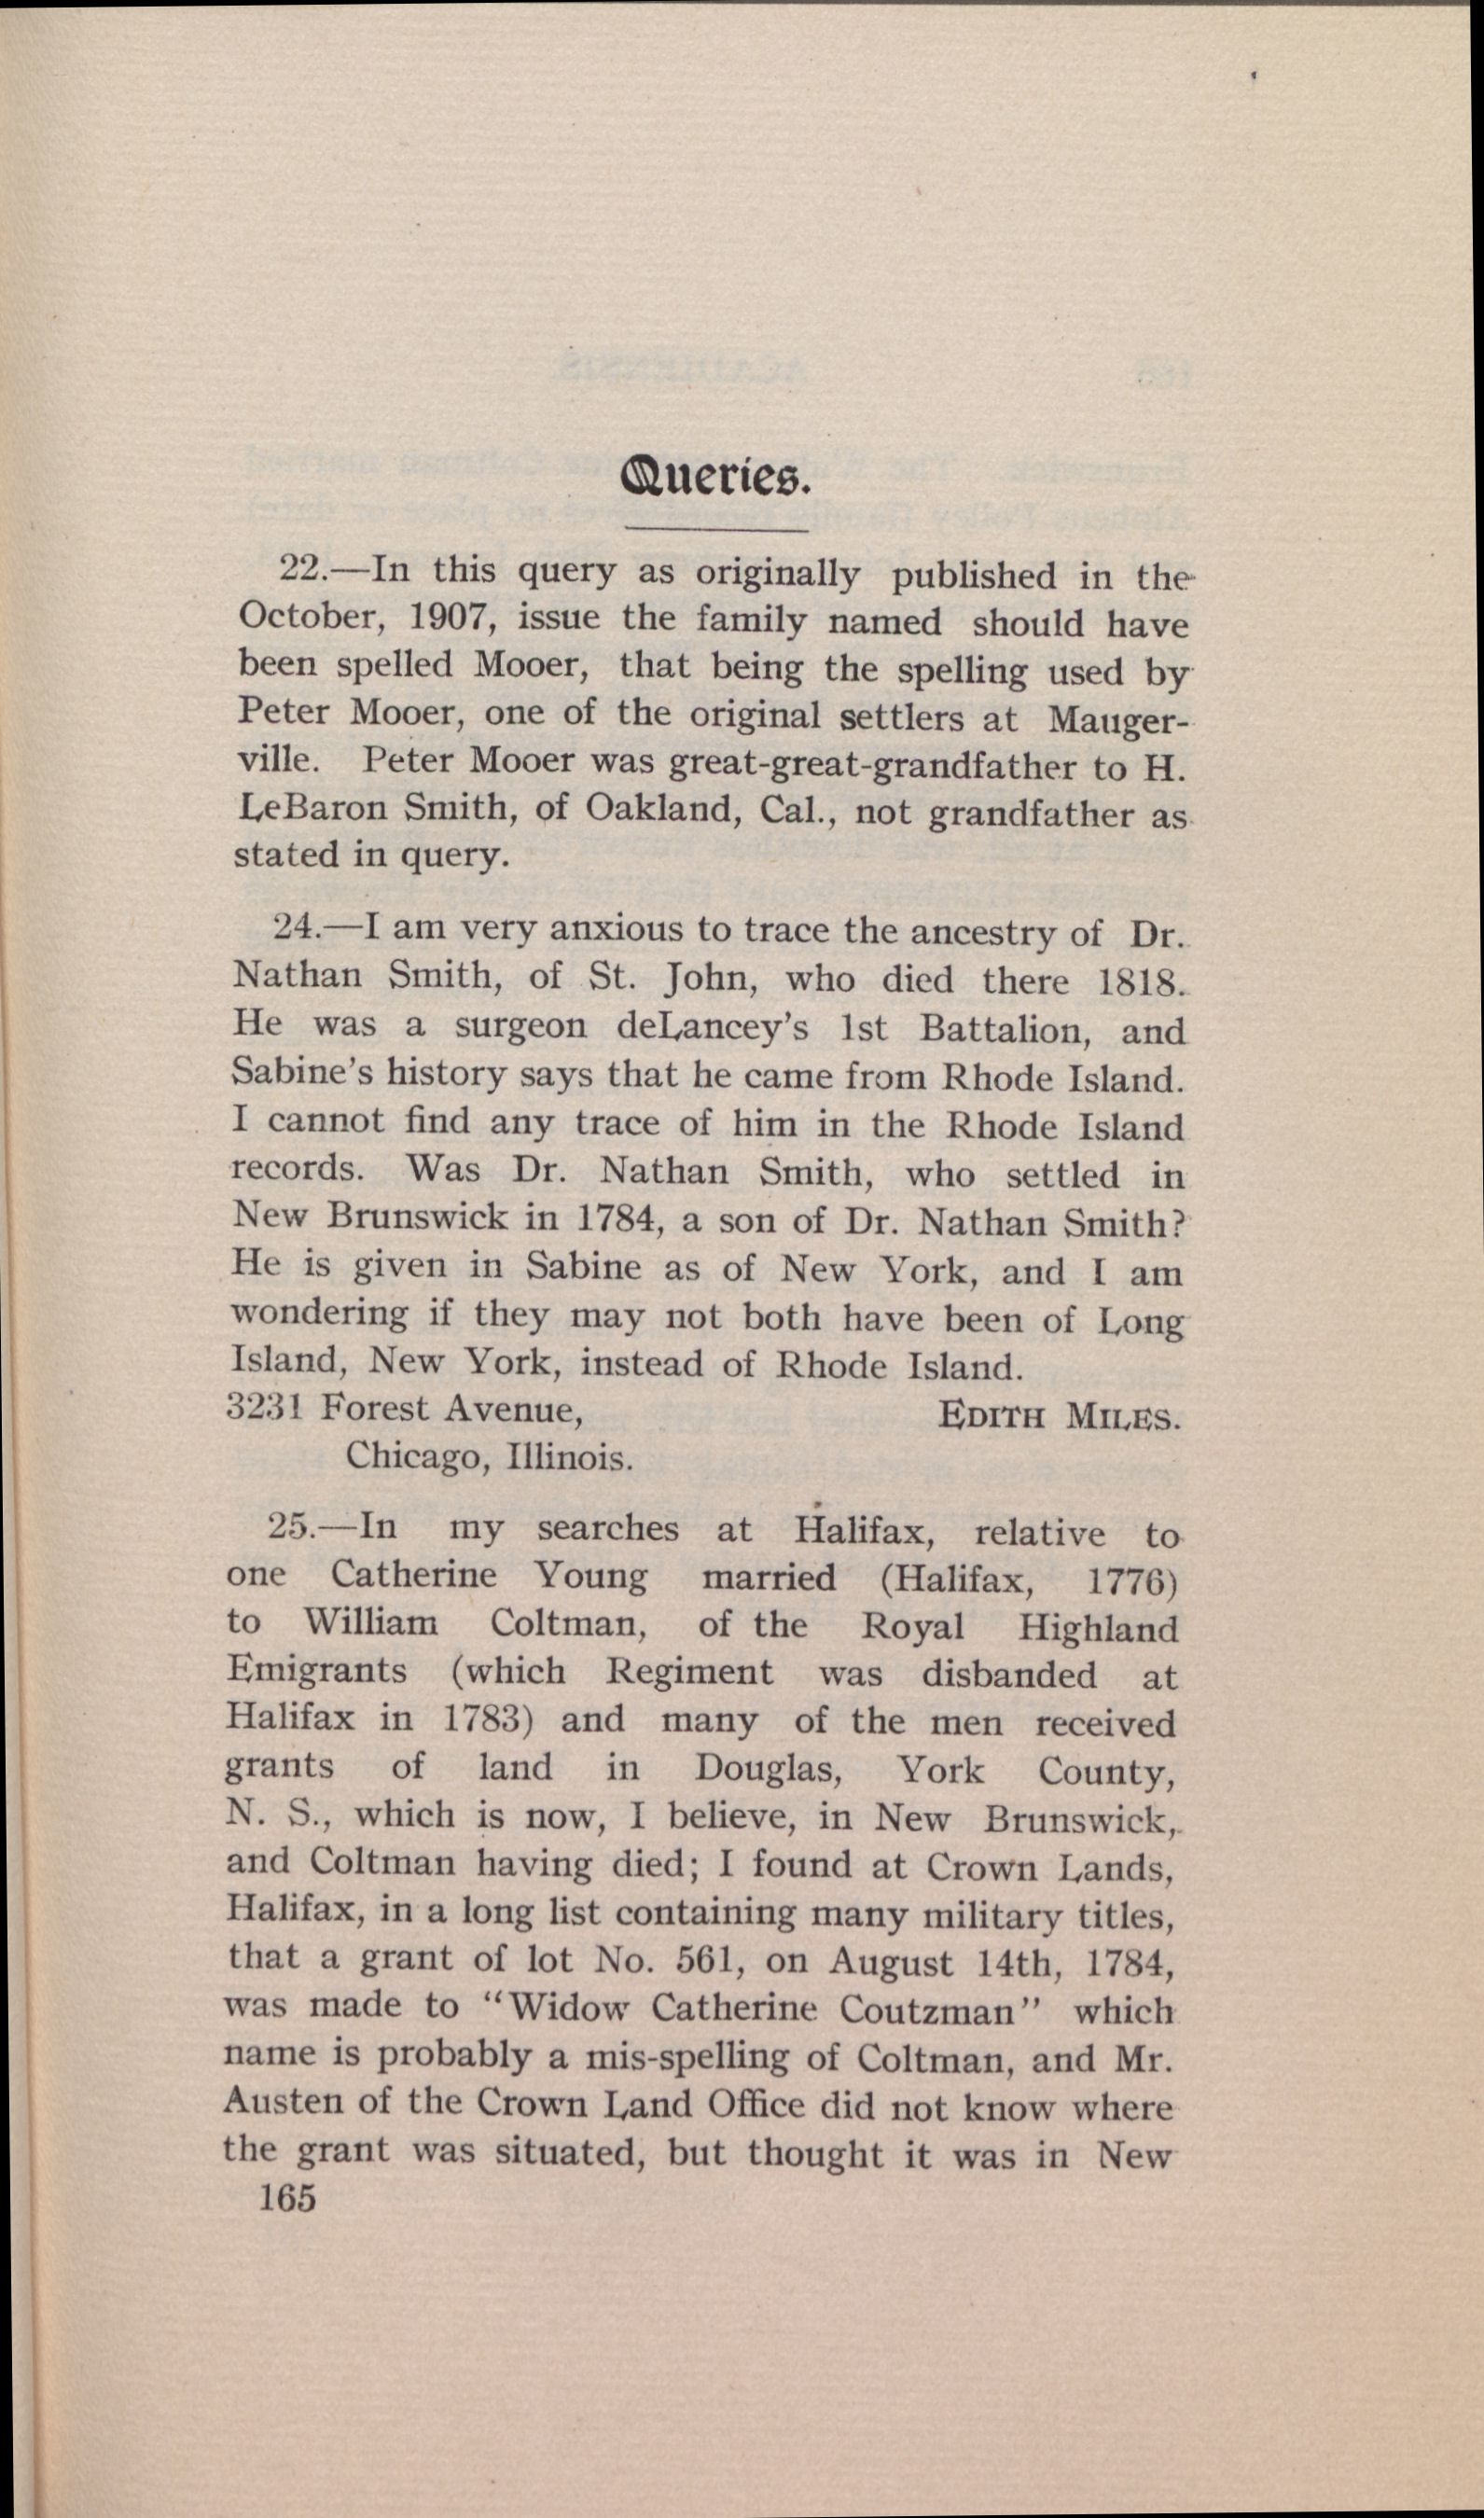 Queries.
22.—In this query as originally published in the
October, 1907, issue the family named should have
been spelled Mooer, that being the spelling used by
Peter Mooer, one of the original settlers at Mauger-
ville. Peter Mooer was great-great-grandfather to H.
LeBaron Smith, of Oakland, Cal., not grandfather as
stated in query.
24.—I am very anxious to trace the ancestry of Dr.
Nathan Smith, of St. John, who died there 1818.
He was a surgeon deLancey's 1st Battalion, and
Sabine's history says that he came from Rhode Island.
I cannot find any trace of him in the Rhode Island
records. Was Dr. Nathan Smith, who settled in
New Brunswick in 1784, a son of Dr. Nathan Smith?
He is given in Sabine as of New York, and I am
wondering if they may not both have been of Long
Island, New York, instead of Rhode Island.
3231 Forest Avenue, EDITH MILES.
Chicago, Illinois.
25.—In my searches at Halifax, relative to
one Catherine Young married (Halifax, 1776)
to William Coltman, of the Royal Highland
Emigrants (which Regiment was disbanded at
Halifax in 1783) and many of the men received
grants of land in Douglas, York County,
N. S., which is now, I believe, in New Brunswick,
and Coltman having died; I found at Crown Lands,
Halifax, in a long list containing many military titles,
that a grant of lot No. 561, on August 14th, 1784,
was made to "Widow Catherine Coutzman" which
name is probably a mis-spelling of Coltman, and Mr.
Austen of the Crown Land Office did not know where
the grant was situated, but thought it was in New
165